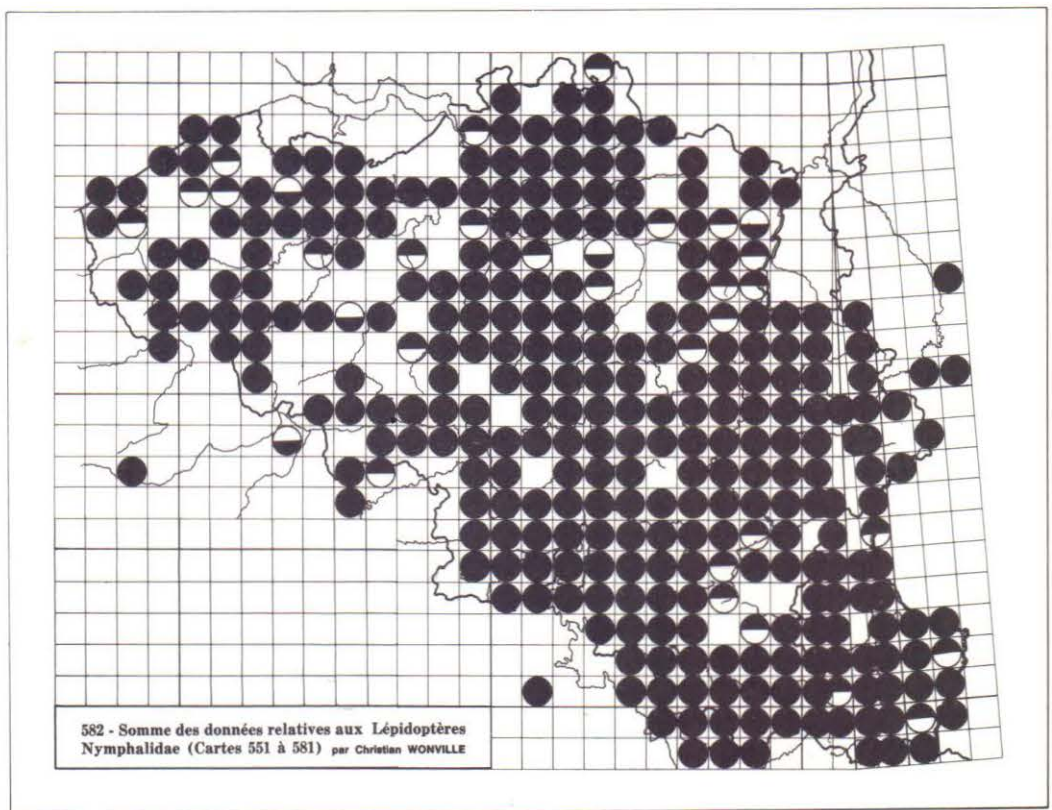 582 - Somme des données relatives aux Lépidoptères
Nymphalidae (Cartes 551 à 581) par Christian WONVILLE